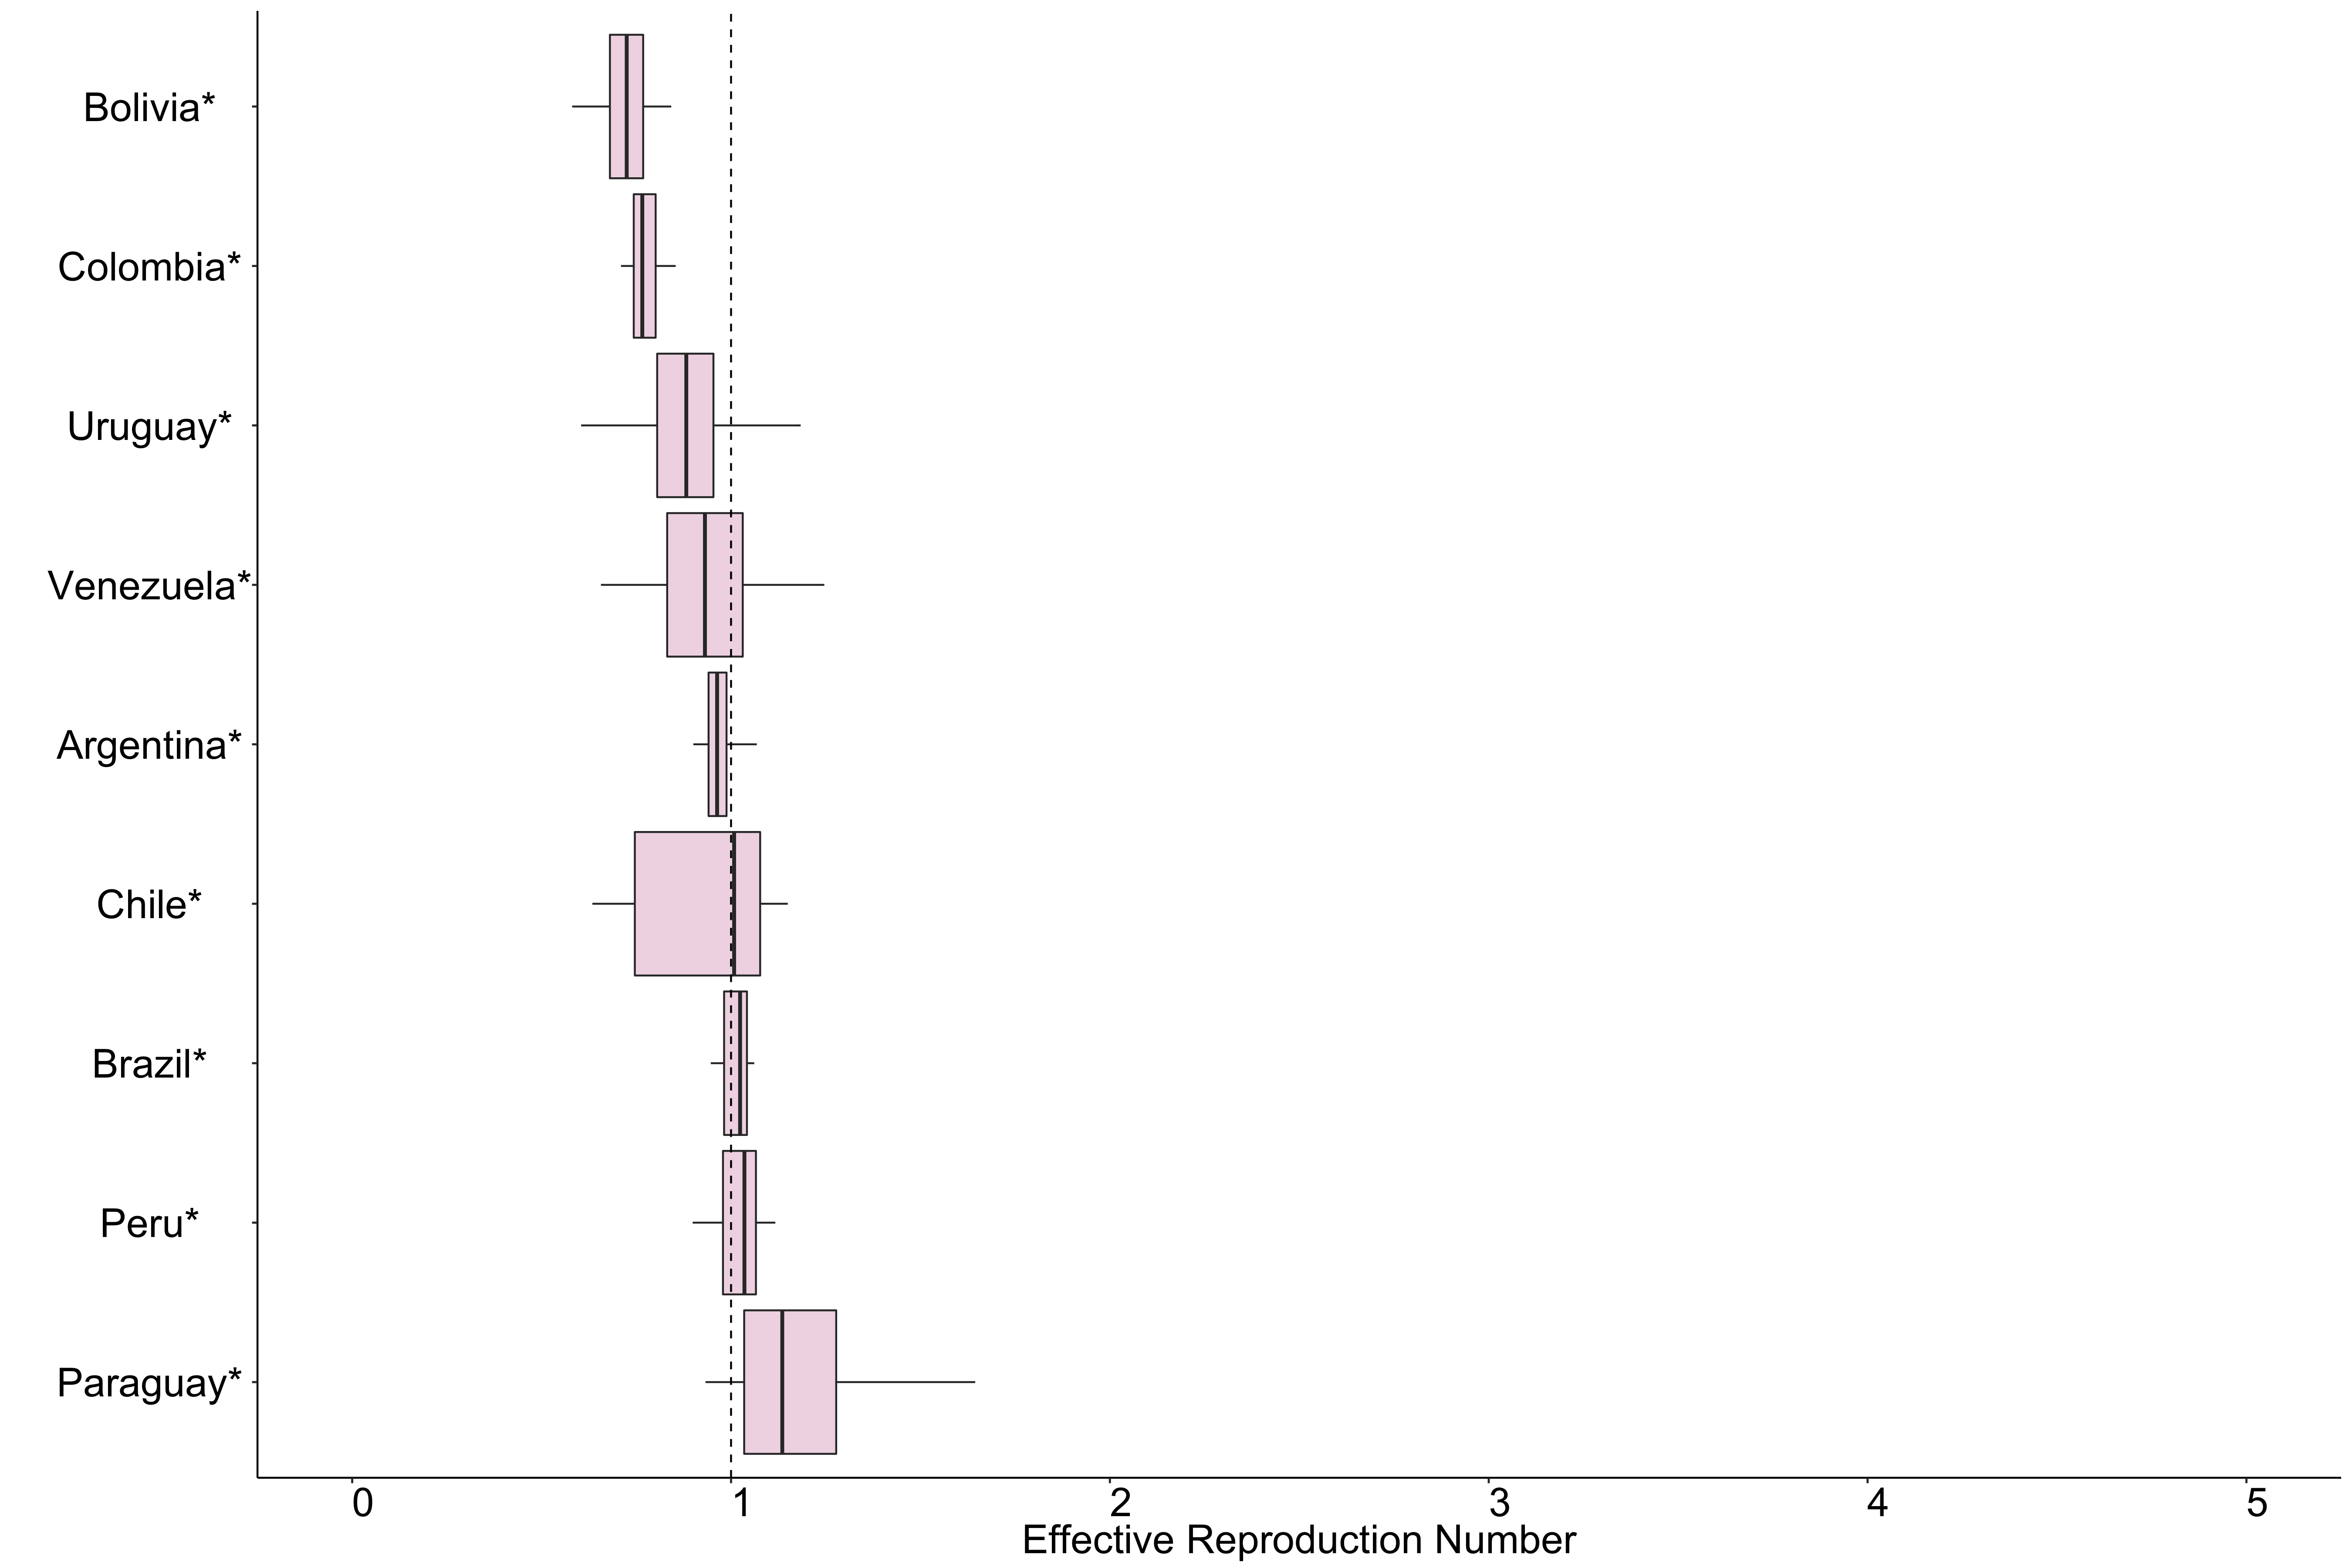 Bolivia*
Colombia*
Uruguay*
Venezuela*
Argentina*
Chile*
Brazil*
Peru*
Paraguay*
0 1 2 3 4 5
Effective Reproduction Number